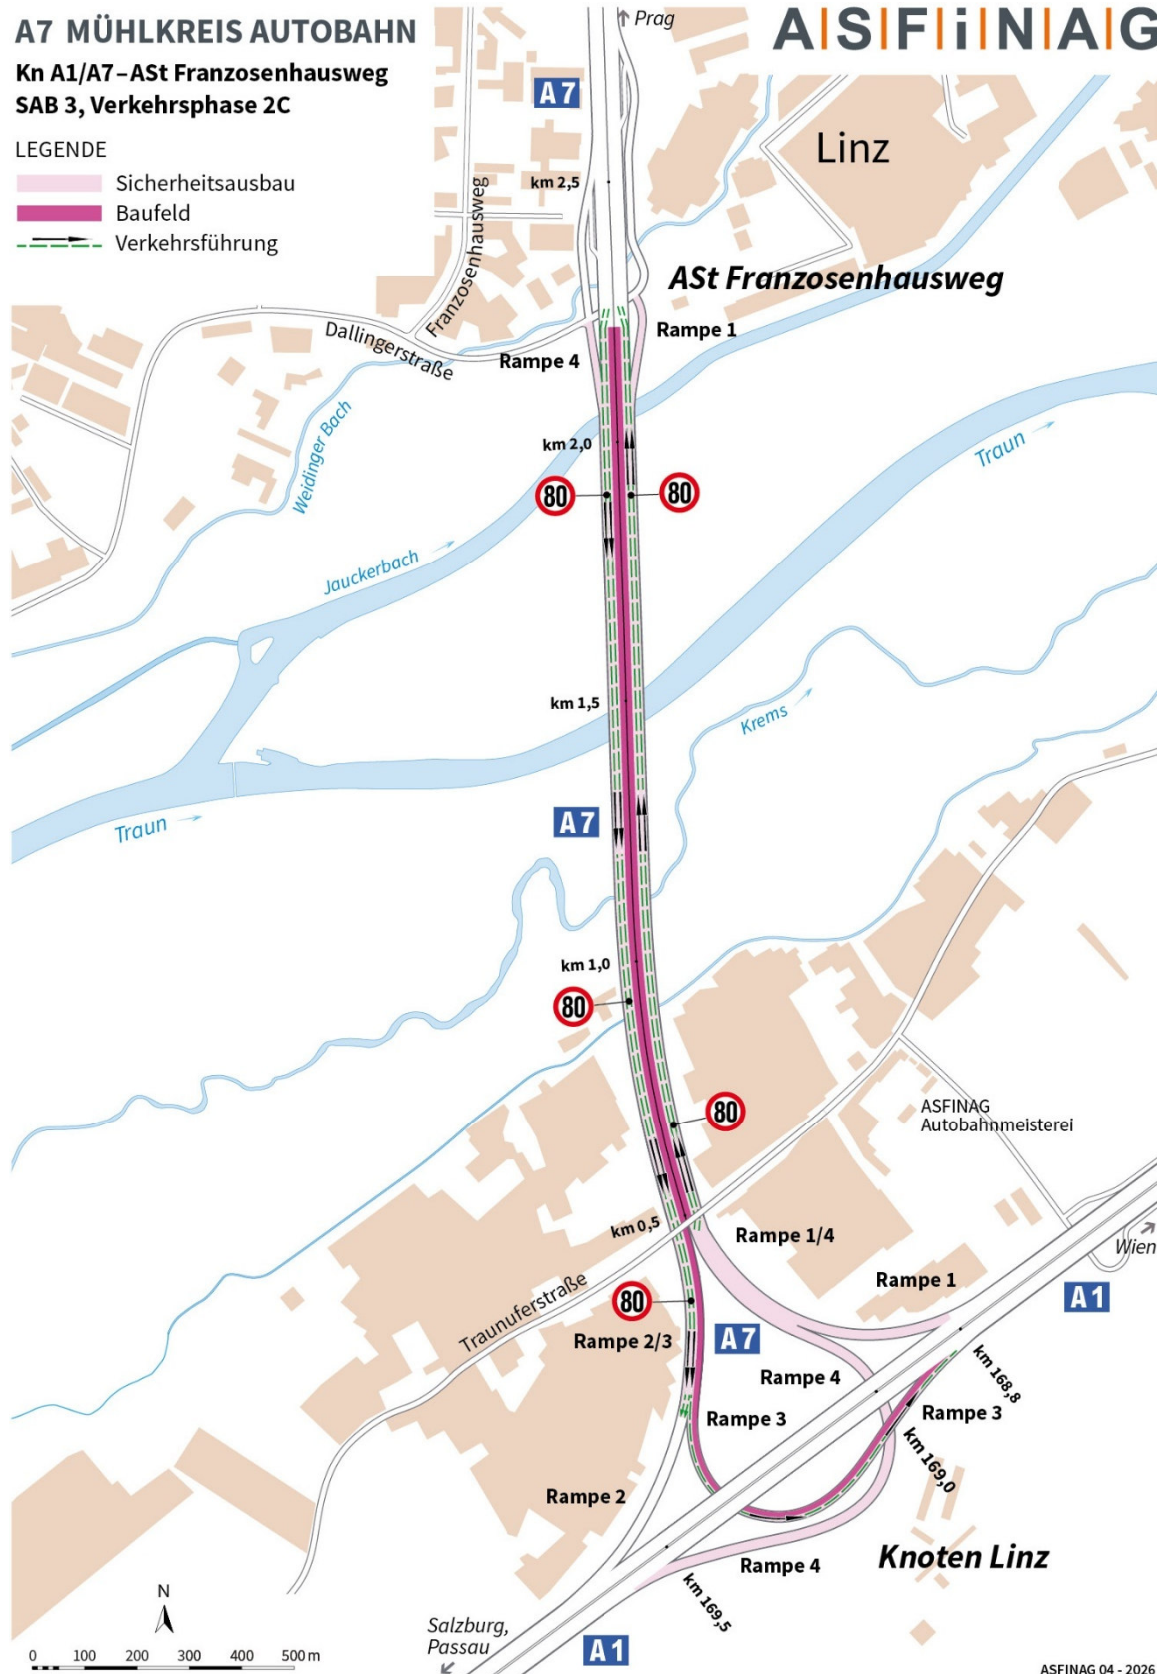 A7 MÜHLKREIS AUTOBAHN
Kn A1/A7–ASt Franzosenhausweg
SAB 3, Verkehrsphase 2C
LEGENDE
Sicherheitsausbau
Baufeld
Verkehrsführung
Prag
A|S|F|i|N|A|G
A7
Linz
km 2,5
Franzosenhausweg
ASt Franzosenhausweg
Dallingerstraße
Rampe 4
Rampe 1
Weidinger Bach
km 2,0
Traun
80
80
Jauckerbach
km 1,5
Krems
A7
Traun
km 1,0
80
80
ASFINAG
Autobahnmeisterei
km 0,5
Rampe 1/4
Wien
Rampe 1
A1
80
Traunuferstraße
Rampe 2/3
A7
Rampe 4
km 168,8
Rampe 3
Rampe 3
km 169,0
Rampe 2
Knoten Linz
Rampe 4
km 169,5
N
Salzburg,
Passau
A1
0 100 200 300 400 500 m
ASFINAG 04 - 2026